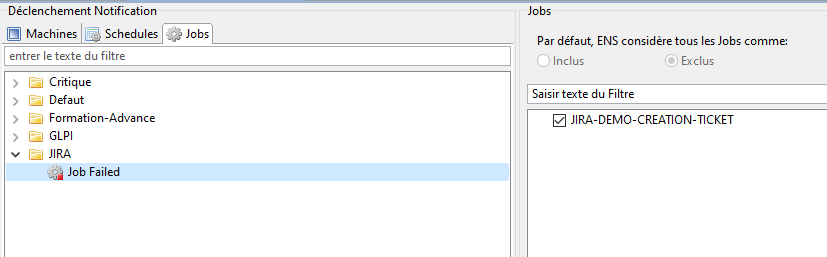 Déclenchement Notification
Machines Schedules Jobs
entrer le texte du filtre
Critique
Defaut
Formation-Advance
GLPI
JIRA
Job Failed
Jobs
Par défaut, ENS considère tous les Jobs comme:
Inclus Exclus
Saisir texte du Filtre
JIRA-DEMO-CREATION-TICKET